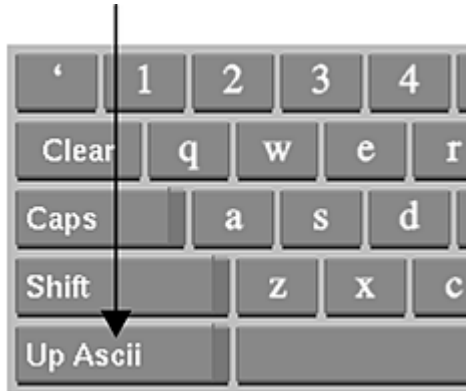 ‘ 1 2 3 4
Clear q w e r
Caps a s d
Shift z x c
Up Ascii